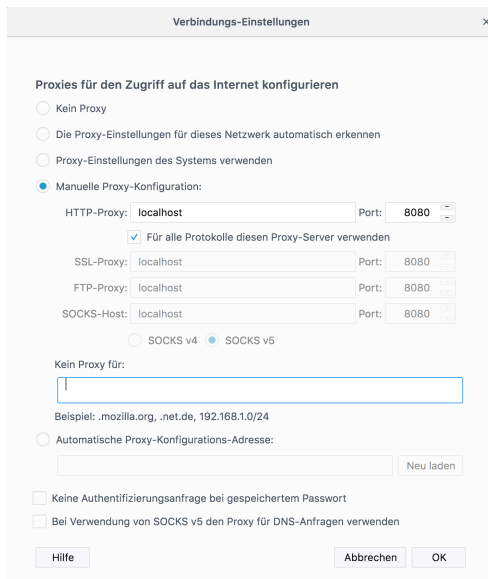 Verbindungs-Einstellungen
Proxies für den Zugriff auf das Internet konfigurieren
Kein Proxy
Die Proxy-Einstellungen für dieses Netzwerk automatisch erkennen
Proxy-Einstellungen des Systems verwenden
Manuelle Proxy-Konfiguration:
HTTP-Proxy: localhost Port: 8080
Für alle Protokolle diesen Proxy-Server verwenden
SSL-Proxy: localhost Port: 8080
FTP-Proxy: localhost Port: 8080
SOCKS-Host: localhost Port: 8080
SOCKS v4 SOCKS v5
Kein Proxy für:
Beispiel: .mozilla.org, .net.de, 192.168.1.0/24
Automatische Proxy-Konfigurations-Adresse:
Neu laden
Keine Authentifizierungsanfrage bei gespeichertem Passwort
Bei Verwendung von SOCKS v5 den Proxy für DNS-Anfragen verwenden
Hilfe Abbrechen OK